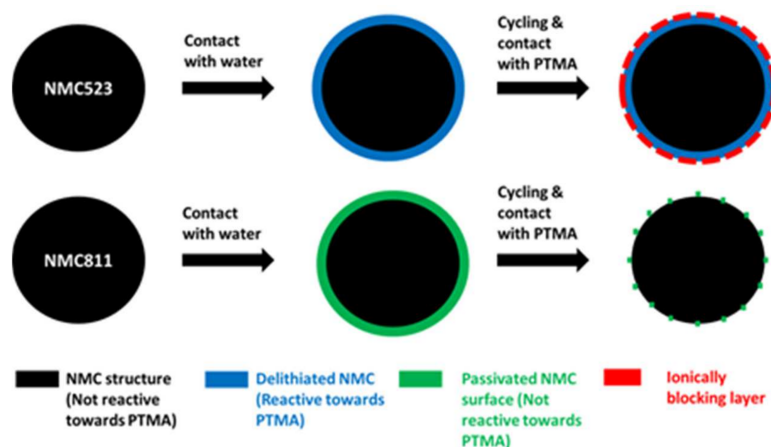 NMC523
Contact
with water
Cycling &
contact
with PTMA
NMC811
Contact
with water
Cycling &
contact
with PTMA
NMC structure
(Not reactive
towards PTMA)
Delithiated NMC
(Reactive towards
PTMA)
Passivated NMC
surface (Not
reactive towards
PTMA)
Ionically
blocking layer